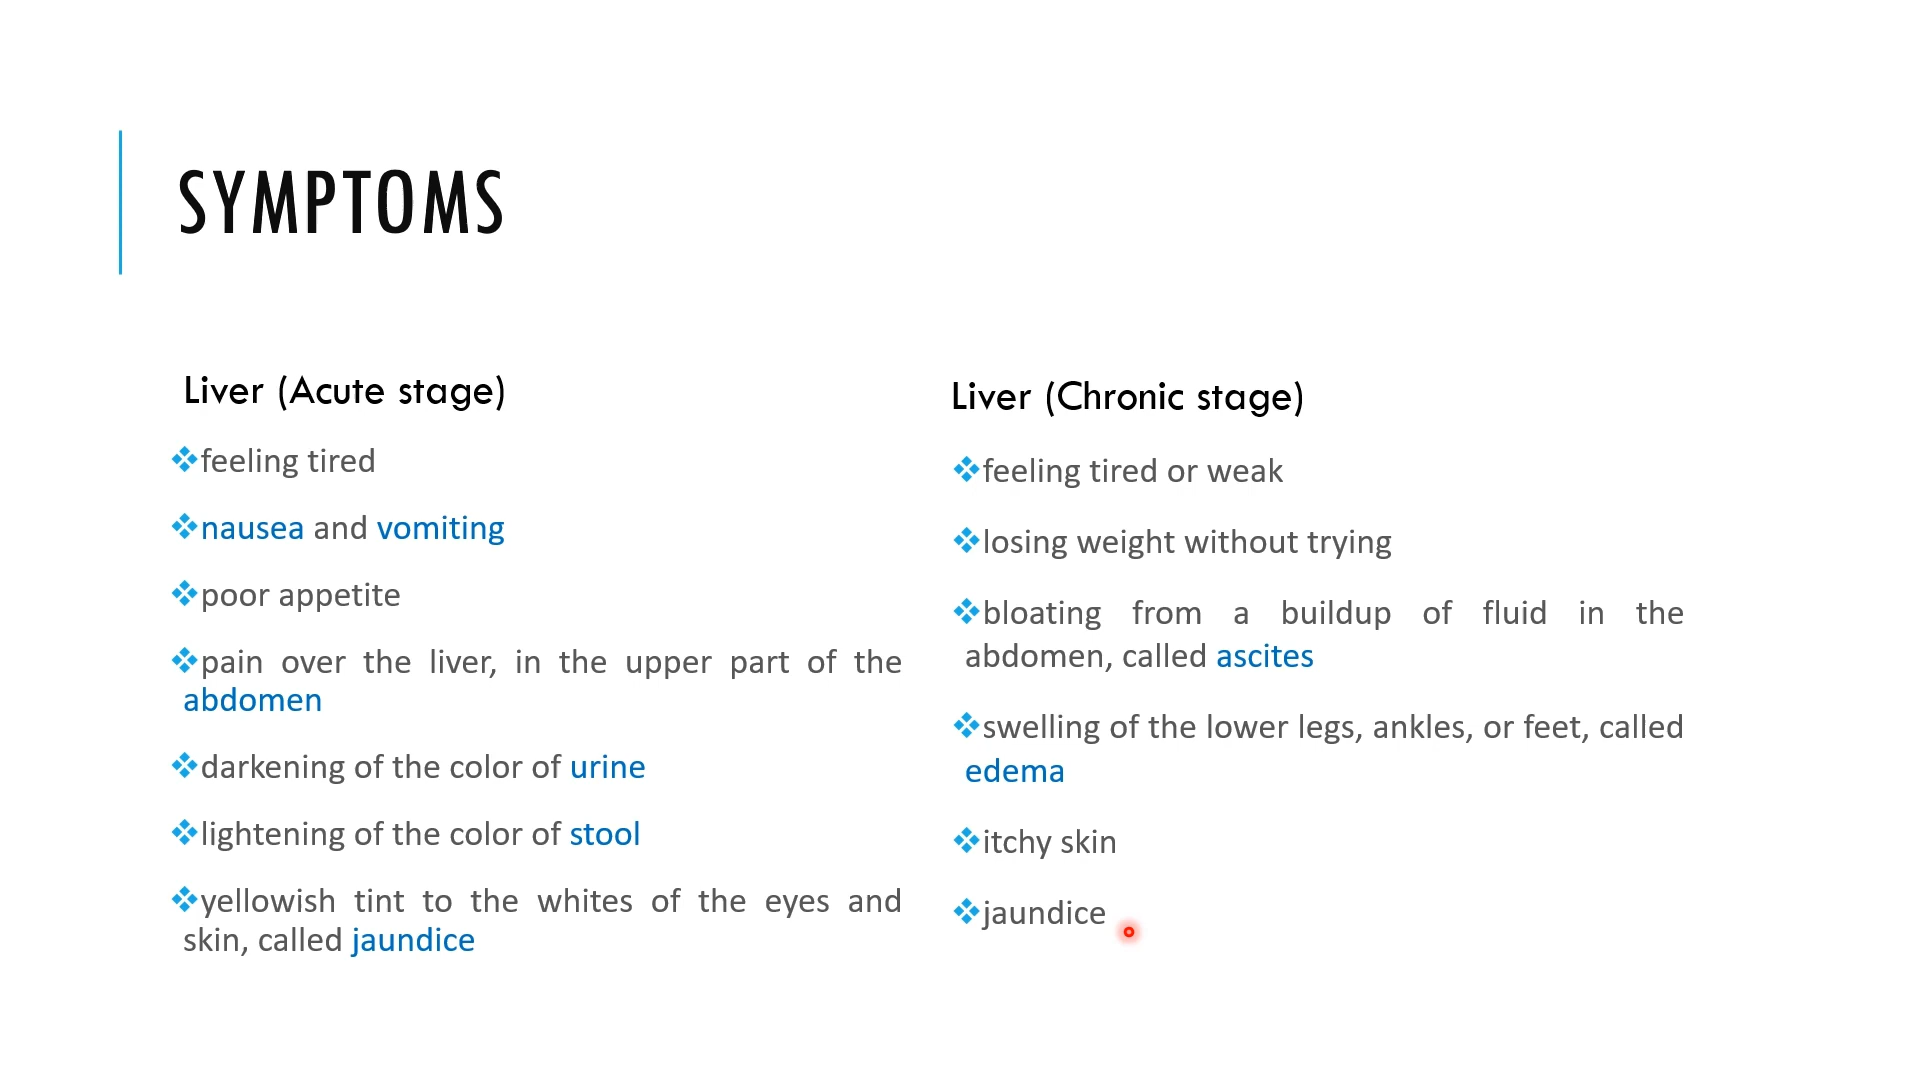 SYMPTOMS
Liver (Acute stage)
feeling tired
nausea and vomiting
poor appetite
pain over the liver, in the upper part of the
abdomen
darkening of the color of urine
lightening of the color of stool
yellowish tint to the whites of the eyes and
skin, called jaundice
Liver (Chronic stage)
feeling tired or weak
losing weight without trying
bloating from a buildup of fluid in the
abdomen, called ascites
swelling of the lower legs, ankles, or feet, called
edema
itchy skin
jaundice